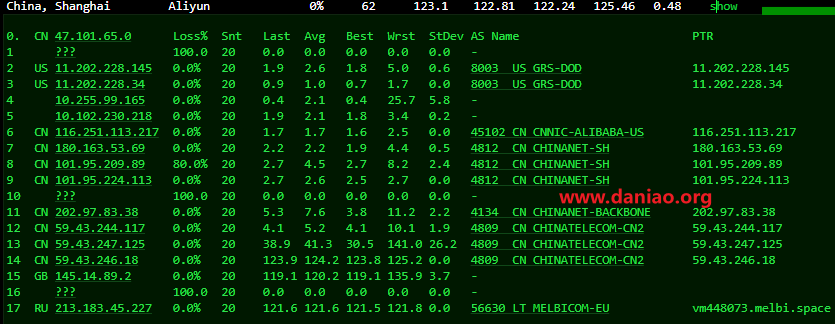 China, Shanghai Aliyun 0% 62 123.1 122.81 122.24 125.46 0.48 show
0. CN 47.101.65.0 Loss% Snt Last Avg Best Wrst StDev AS Name PTR
1 ??? 100.0 20 0.0 0.0 0.0 0.0 0.0 -
2 US 11.202.228.145 0.0% 20 1.9 2.6 1.8 5.0 0.6 8003 US GRS-DOD 11.202.228.145
3 US 11.202.228.34 0.0% 20 0.9 1.0 0.7 1.7 0.0 8003 US GRS-DOD 11.202.228.34
4 10.255.99.165 0.0% 20 0.4 2.1 0.4 25.7 5.8 -
5 10.102.230.218 0.0% 20 1.9 2.1 1.8 3.4 0.2 -
6 CN 116.251.113.217 0.0% 20 1.7 1.7 1.6 2.5 0.0 45102 CN CNNIC-ALIBABA-US 116.251.113.217
7 CN 180.163.53.69 0.0% 20 2.2 2.2 1.9 4.4 0.5 4812 CN CHINANET-SH 180.163.53.69
8 CN 101.95.209.89 80.0% 20 2.7 4.5 2.7 8.2 2.4 4812 CN CHINANET-SH 101.95.209.89
9 CN 101.95.224.113 0.0% 20 2.7 2.6 2.5 2.7 0.0 4812 CN CHINANET-SH 101.95.224.113
10 ??? 100.0 20 0.0 0.0 0.0 0.0 0.0 -
www.daniao.org
11 CN 202.97.83.38 0.0% 20 5.3 7.6 3.8 11.2 2.2 4134 CN CHINANET-BACKBONE 202.97.83.38
12 CN 59.43.244.117 0.0% 20 4.1 5.2 4.1 10.1 1.9 4809 CN CHINATELECOM-CN2 59.43.244.117
13 CN 59.43.247.125 0.0% 20 38.9 41.3 30.5 141.0 26.2 4809 CN CHINATELECOM-CN2 59.43.247.125
14 CN 59.43.246.18 0.0% 20 123.9 124.2 123.8 125.2 0.0 4809 CN CHINATELECOM-CN2 59.43.246.18
15 GB 145.14.89.2 0.0% 20 119.1 120.2 119.1 135.9 3.7 -
16 ??? 100.0 20 0.0 0.0 0.0 0.0 0.0 -
17 RU 213.183.45.227 0.0% 20 121.6 121.6 121.5 121.8 0.0 56630 LT MELBICOM-EU vm448073.melbi.space